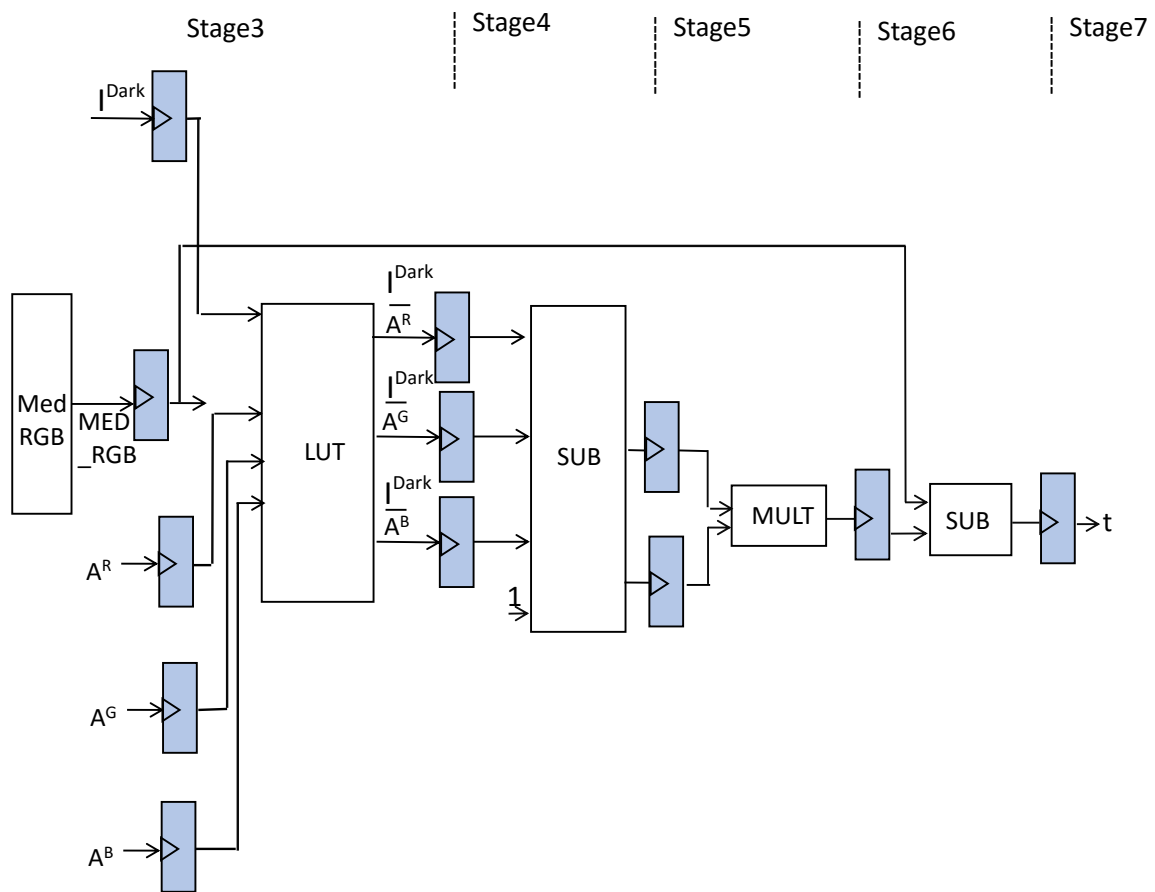 Stage3
Stage4
Stage5
Stage6
Stage7
I^Dark
I^Dark
A^R
I^Dark
A^G
I^Dark
A^B
Med
RGB
MED
_RGB
LUT
SUB
MULT
SUB
t
1
A^R
A^G
A^B